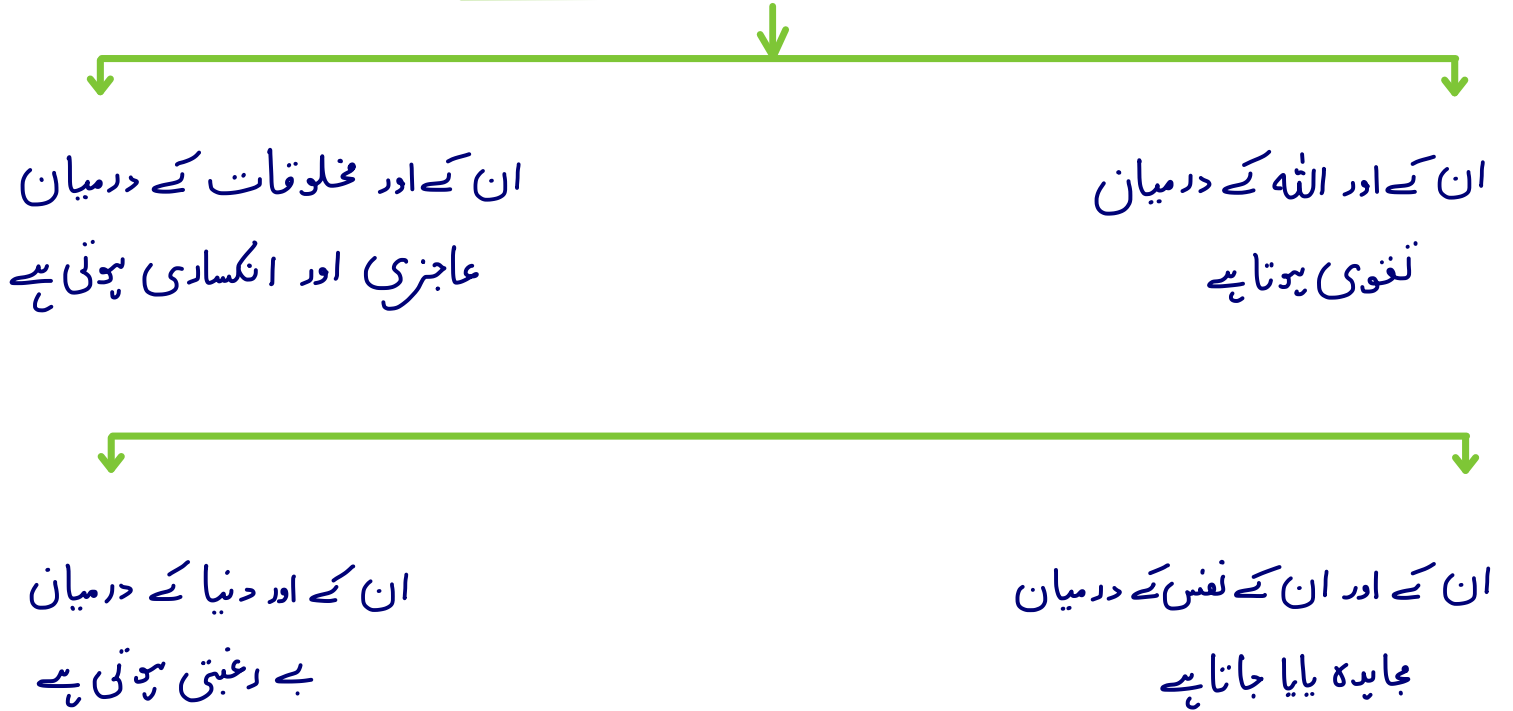 ان کے اور اللہ کے درمیان
تقوی ہوتا ہے
ان کے اور مخلوقات کے درمیان
عاجزی اور انکساری ہوتی ہے
ان کے اور ان کے نفس کے درمیان
مجاہدہ پایا جاتا ہے
ان کے اور دنیا کے درمیان
بے رغبتی ہوتی ہے